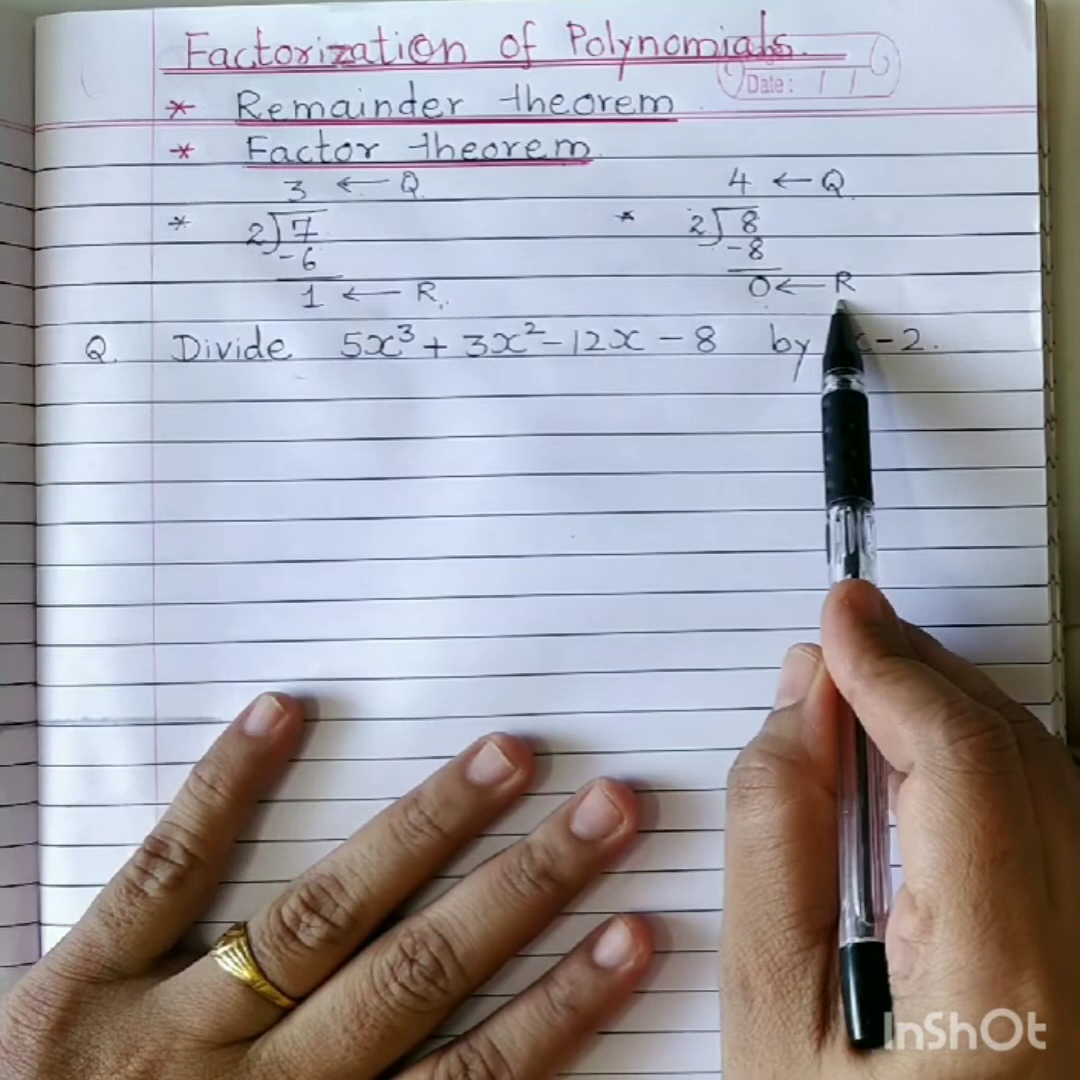 Factorization of Polynomials.
Date: / /
* Remainder theorem
* Factor theorem
3 ← Q 4 ← Q
* 2) 7 * 2) 8
-6 -8
1 ← R. 0 ← R
Q. Divide 5x³ + 3x² - 12x - 8 by - 2.
InShOt